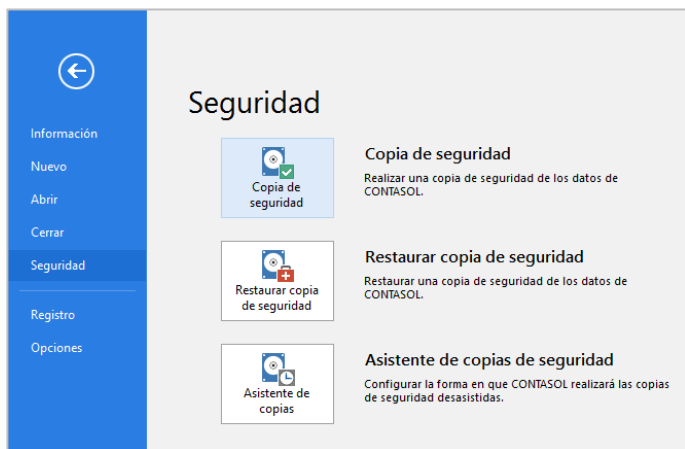 Seguridad
Información
Nuevo
Abrir
Cerrar
Seguridad
Registro
Opciones
Copia de
seguridad
Copia de seguridad
Realizar una copia de seguridad de los datos de
CONTASOL.
Restaurar copia
de seguridad
Restaurar copia de seguridad
Restaurar una copia de seguridad de los datos de
CONTASOL.
Asistente de
copias
Asistente de copias de seguridad
Configurar la forma en que CONTASOL realizará las copias
de seguridad desasistidas.